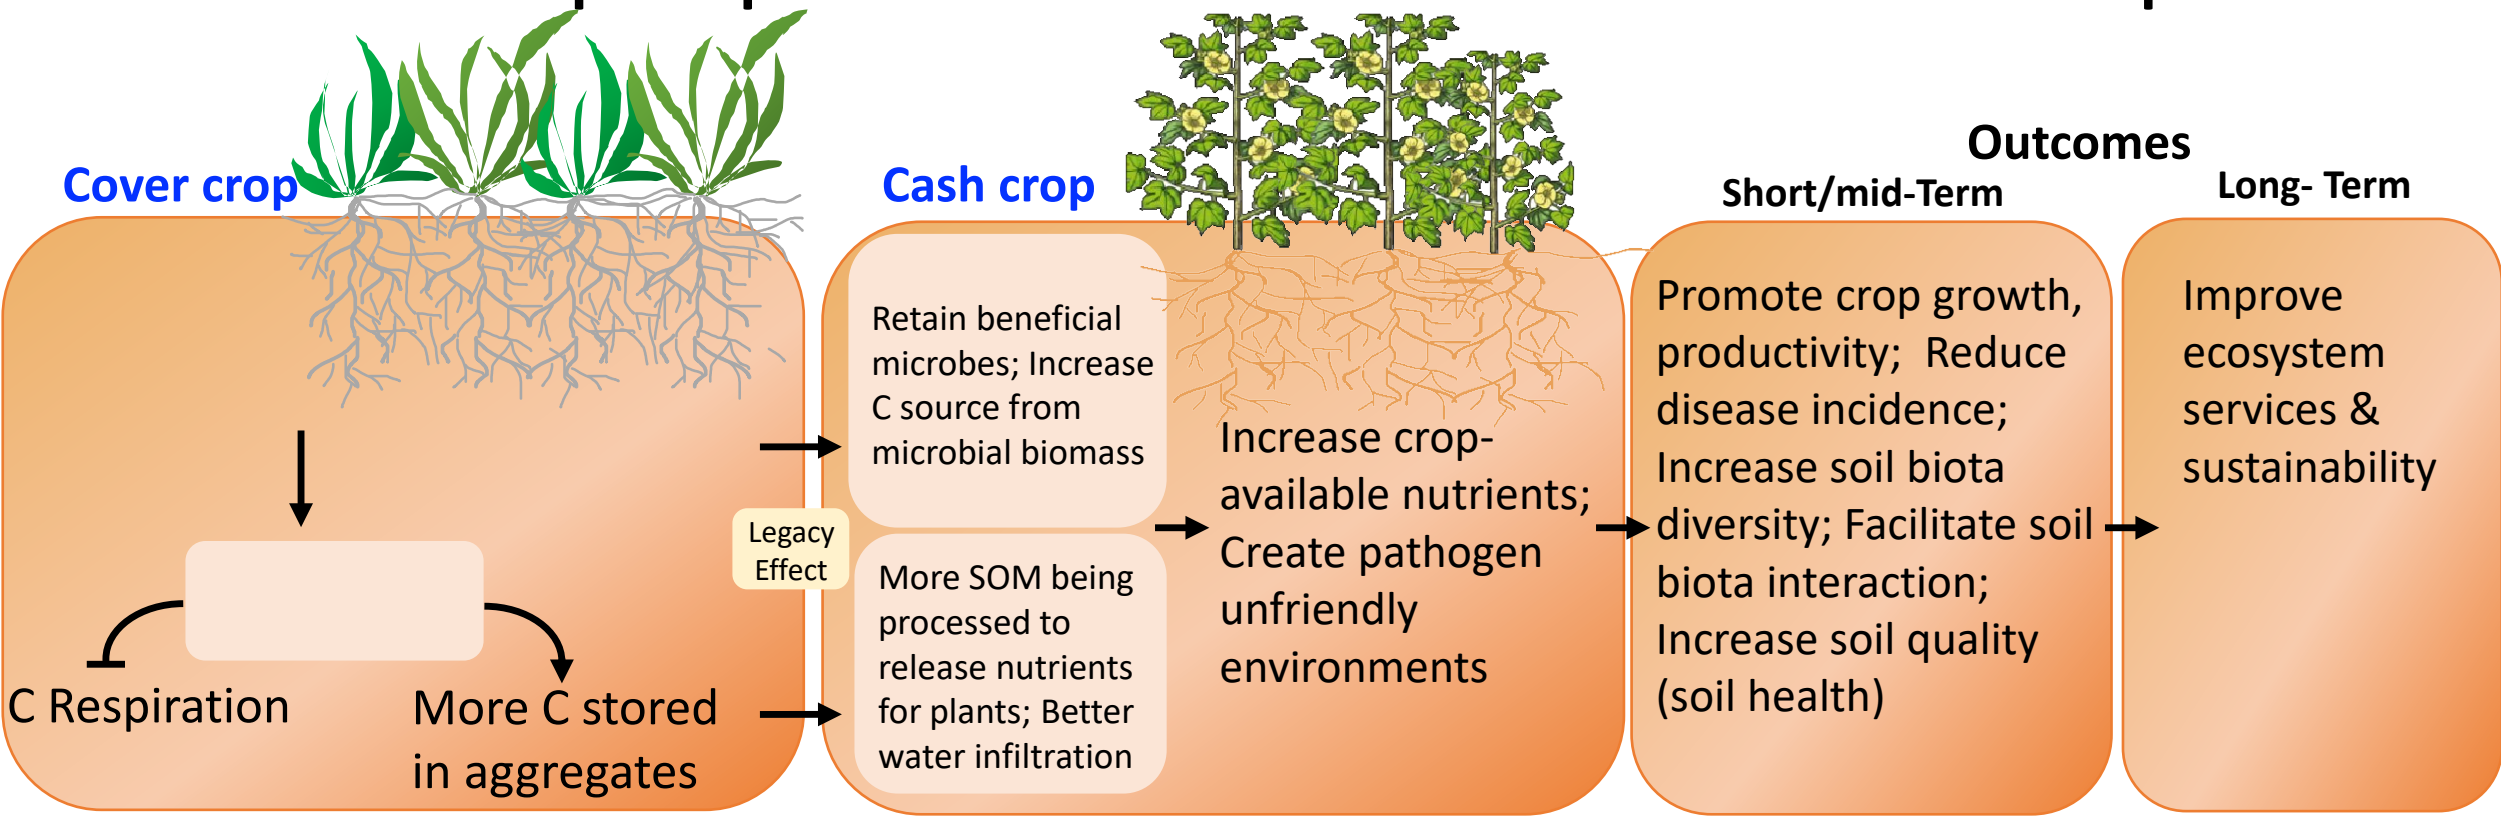 Cover crop
C Respiration
More C stored
in aggregates
Legacy
Effect
Cash crop
Retain beneficial
microbes; Increase
C source from
microbial biomass
More SOM being
processed to
release nutrients
for plants; Better
water infiltration
Increase crop-
available nutrients;
Create pathogen
unfriendly
environments
Outcomes
Short/mid-Term
Promote crop growth,
productivity;  Reduce
disease incidence;
Increase soil biota
diversity; Facilitate soil
biota interaction;
Increase soil quality
(soil health)
Long- Term
Improve
ecosystem
services &
sustainability